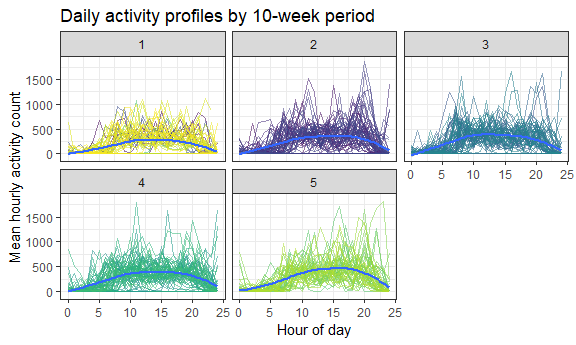 Daily activity profiles by 10-week period
1 2 3
1500
1000
500
0
4 5
1500
1000
500
0
0 5 10 15 20 25
0 5 10 15 20 25
0 5 10 15 20 25
Mean hourly activity count
Hour of day